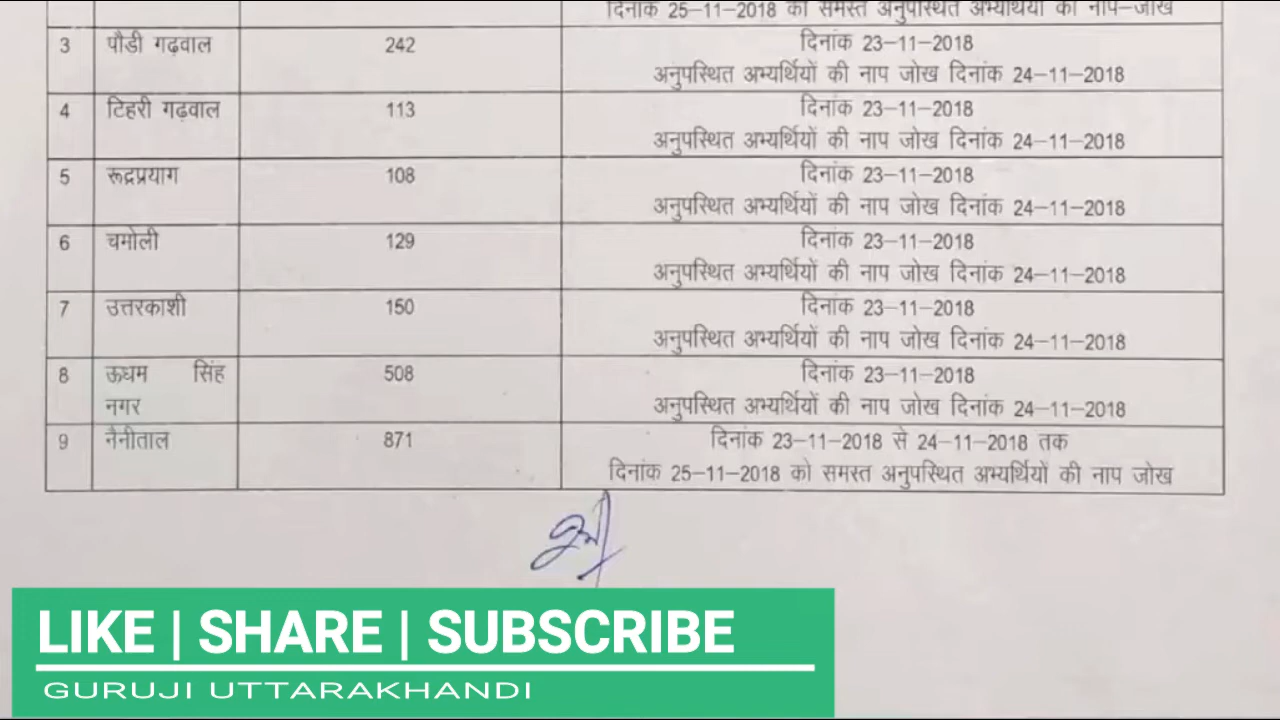 दिनांक 25-11-2018 को समस्त अनुपस्थित अभ्यर्थियों की नाप-जोख
3 पौडी गढ़वाल 242 दिनांक 23-11-2018
अनुपस्थित अभ्यर्थियों की नाप जोख दिनांक 24-11-2018
4 टिहरी गढ़वाल 113 दिनांक 23-11-2018
अनुपस्थित अभ्यर्थियों की नाप जोख दिनांक 24-11-2018
5 रूद्रप्रयाग 108 दिनांक 23-11-2018
अनुपस्थित अभ्यर्थियों की नाप जोख दिनांक 24-11-2018
6 चमोली 129 दिनांक 23-11-2018
अनुपस्थित अभ्यर्थियों की नाप जोख दिनांक 24-11-2018
7 उत्तरकाशी 150 दिनांक 23-11-2018
अनुपस्थित अभ्यर्थियों की नाप जोख दिनांक 24-11-2018
8 ऊधम सिंह 508 दिनांक 23-11-2018
नगर अनुपस्थित अभ्यर्थियों की नाप जोख दिनांक 24-11-2018
9 नैनीताल 871 दिनांक 23-11-2018 से 24-11-2018 तक
दिनांक 25-11-2018 को समस्त अनुपस्थित अभ्यर्थियों की नाप जोख
LIKE | SHARE | SUBSCRIBE
GURUJI UTTARAKHANDI